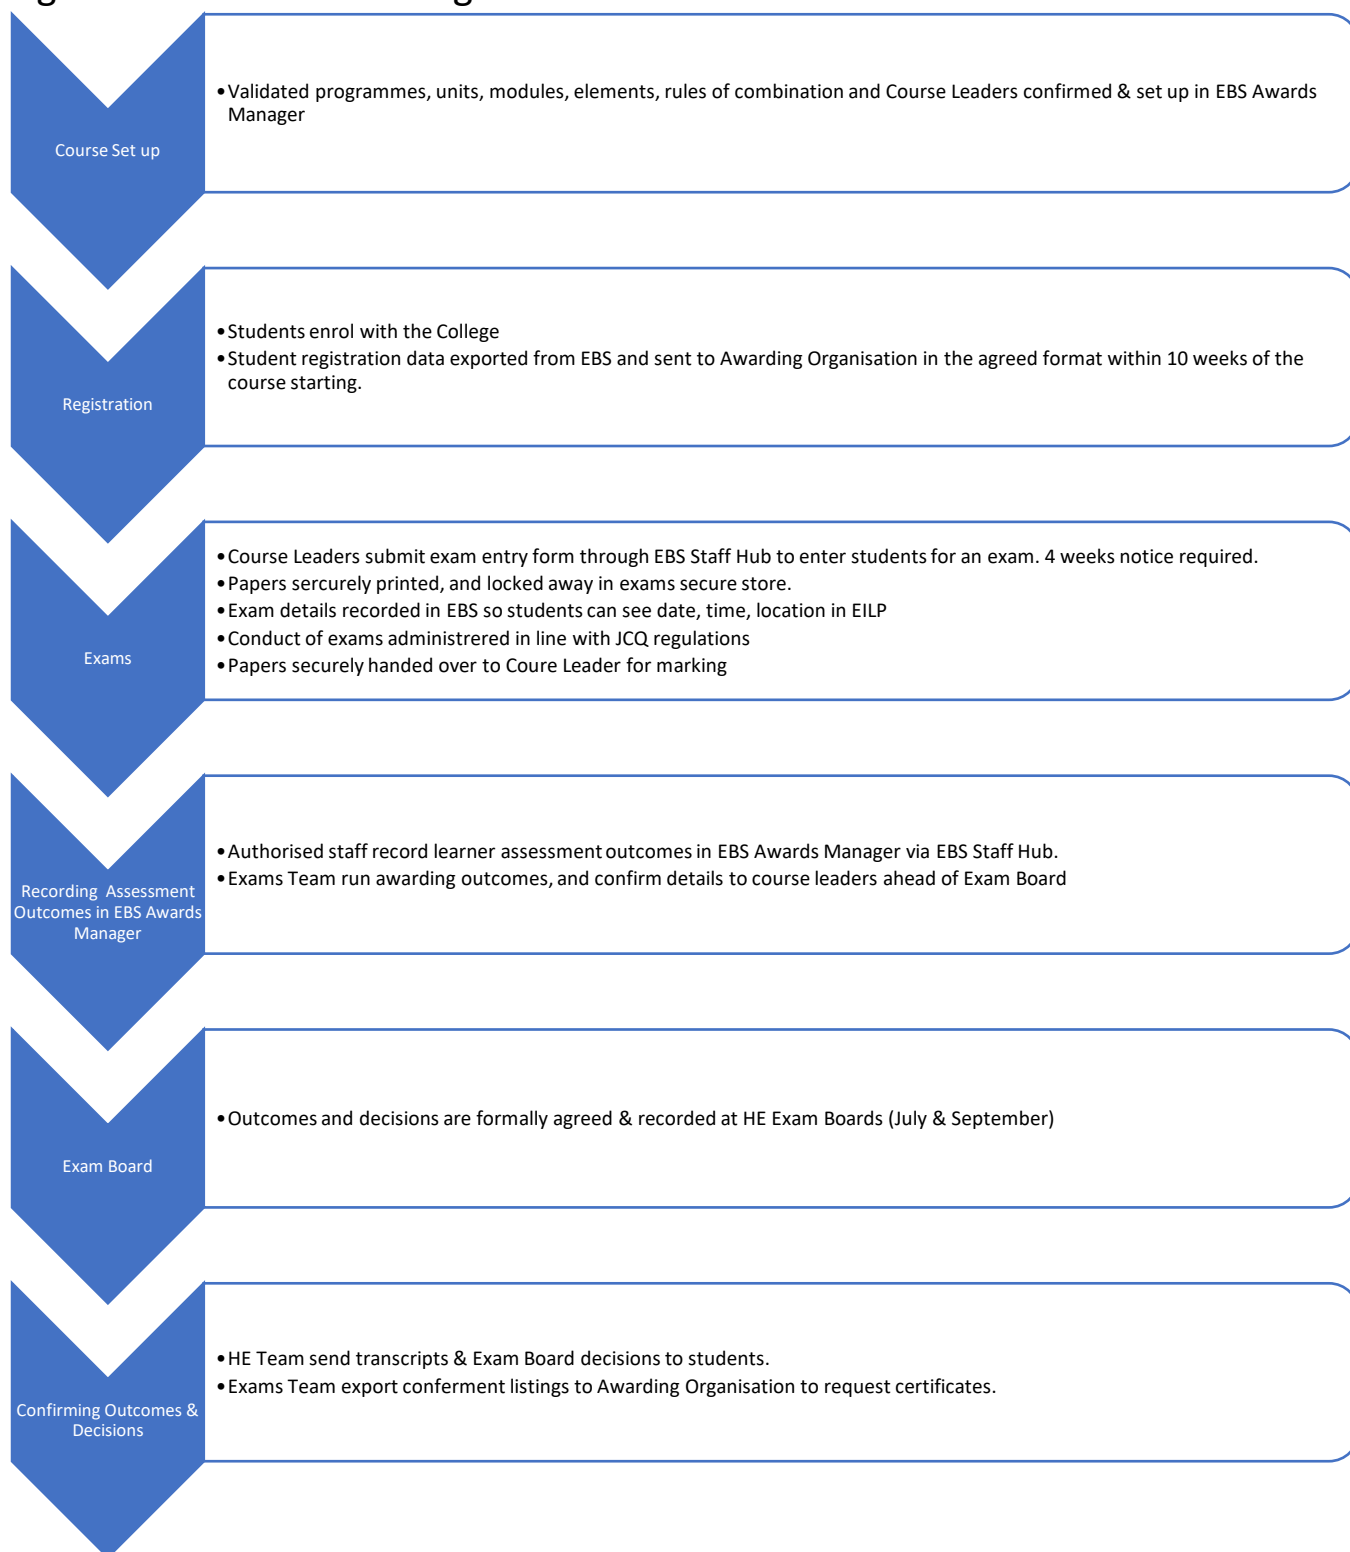 Course Set up
•Validated programmes, units, modules, elements, rules of combination and Course Leaders confirmed & set up in EBS Awards
Manager
Registration
•Students enrol with the College
•Student registration data exported from EBS and sent to Awarding Organisation in the agreed format within 10 weeks of the
course starting.
Exams
•Course Leaders submit exam entry form through EBS Staff Hub to enter students for an exam. 4 weeks notice required.
•Papers sercurely printed, and locked away in exams secure store.
•Exam details recorded in EBS so students can see date, time, location in EILP
•Conduct of exams administrered in line with JCQ regulations
•Papers securely handed over to Coure Leader for marking
Recording Assessment
Outcomes in EBS Awards
Manager
•Authorised staff record learner assessment outcomes in EBS Awards Manager via EBS Staff Hub.
•Exams Team run awarding outcomes, and confirm details to course leaders ahead of Exam Board
Exam Board
•Outcomes and decisions are formally agreed & recorded at HE Exam Boards (July & September)
Confirming Outcomes &
Decisions
•HE Team send transcripts & Exam Board decisions to students.
•Exams Team export conferment listings to Awarding Organisation to request certificates.